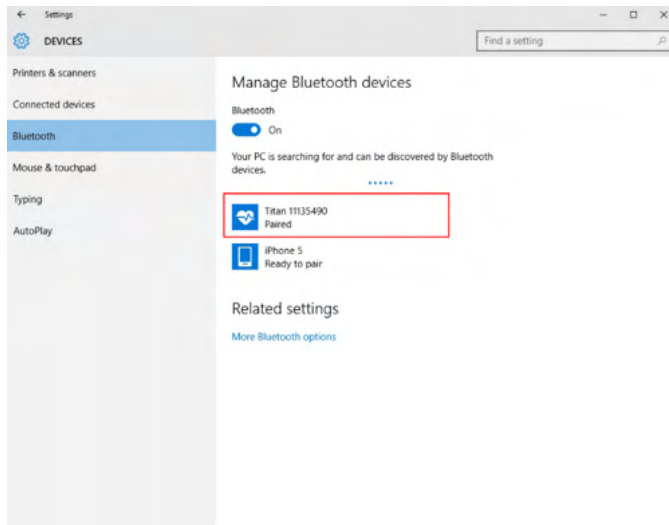 Settings
DEVICES
Find a setting
Printers & scanners
Connected devices
Bluetooth
Mouse & touchpad
Typing
AutoPlay
Manage Bluetooth devices
Bluetooth
On
Your PC is searching for and can be discovered by Bluetooth
devices.
Titan 11135490
Paired
iPhone 5
Ready to pair
Related settings
More Bluetooth options